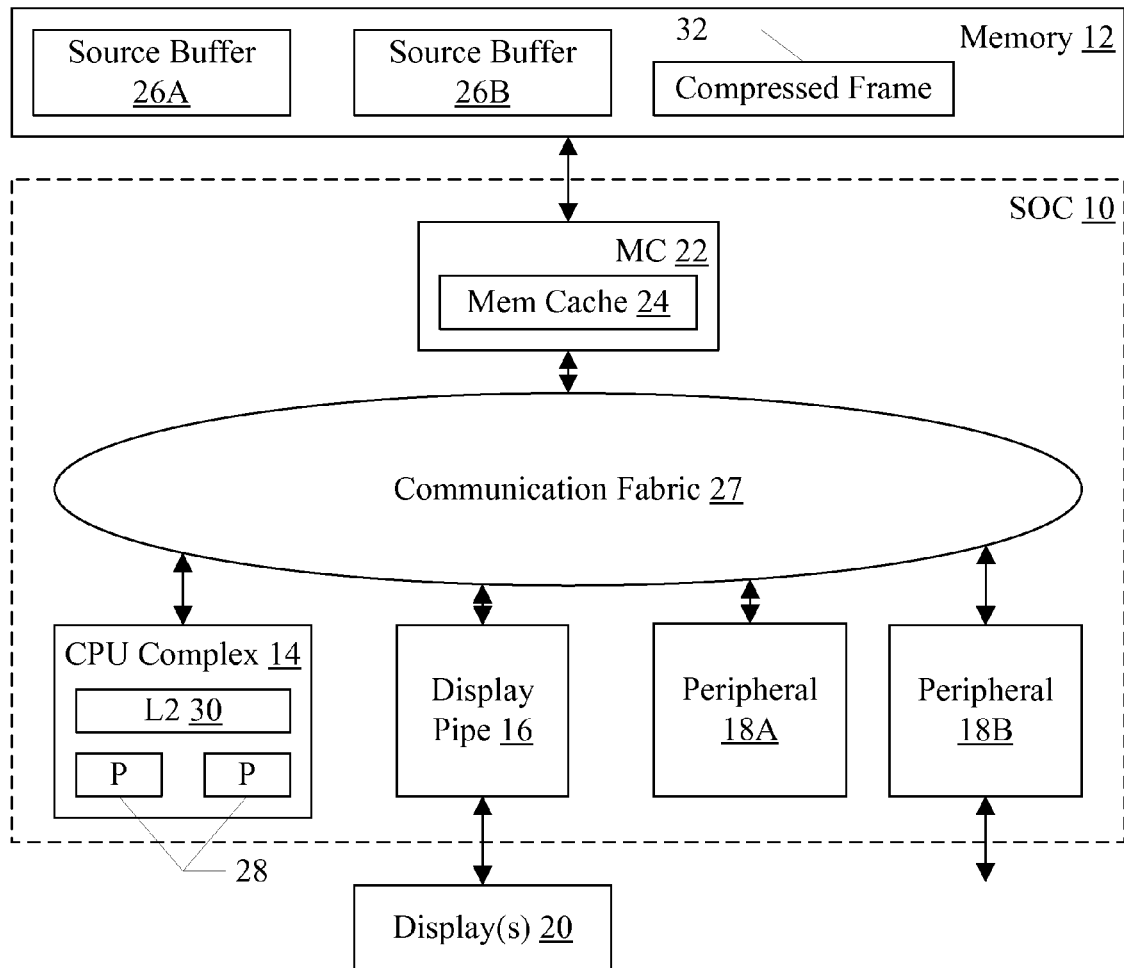 Source Buffer
26A
Source Buffer
26B
32
Memory 12
Compressed Frame
SOC 10
MC 22
Mem Cache 24
Communication Fabric 27
CPU Complex 14
L2 30
P
P
28
Display
Pipe 16
Peripheral
18A
Peripheral
18B
Display(s) 20